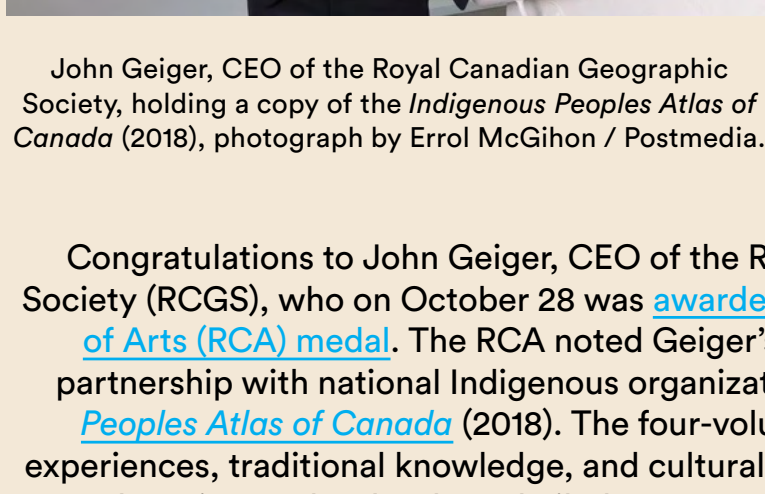 John Geiger, CEO of the Royal Canadian Geographic
Society, holding a copy of the Indigenous Peoples Atlas of
Canada (2018), photograph by Errol McGihon / Postmedia.
Congratulations to John Geiger, CEO of the R
Society (RCGS), who on October 28 was awarde
of Arts (RCA) medal. The RCA noted Geiger’s
partnership with national Indigenous organizat
Peoples Atlas of Canada (2018). The four-volu
experiences, traditional knowledge, and cultural